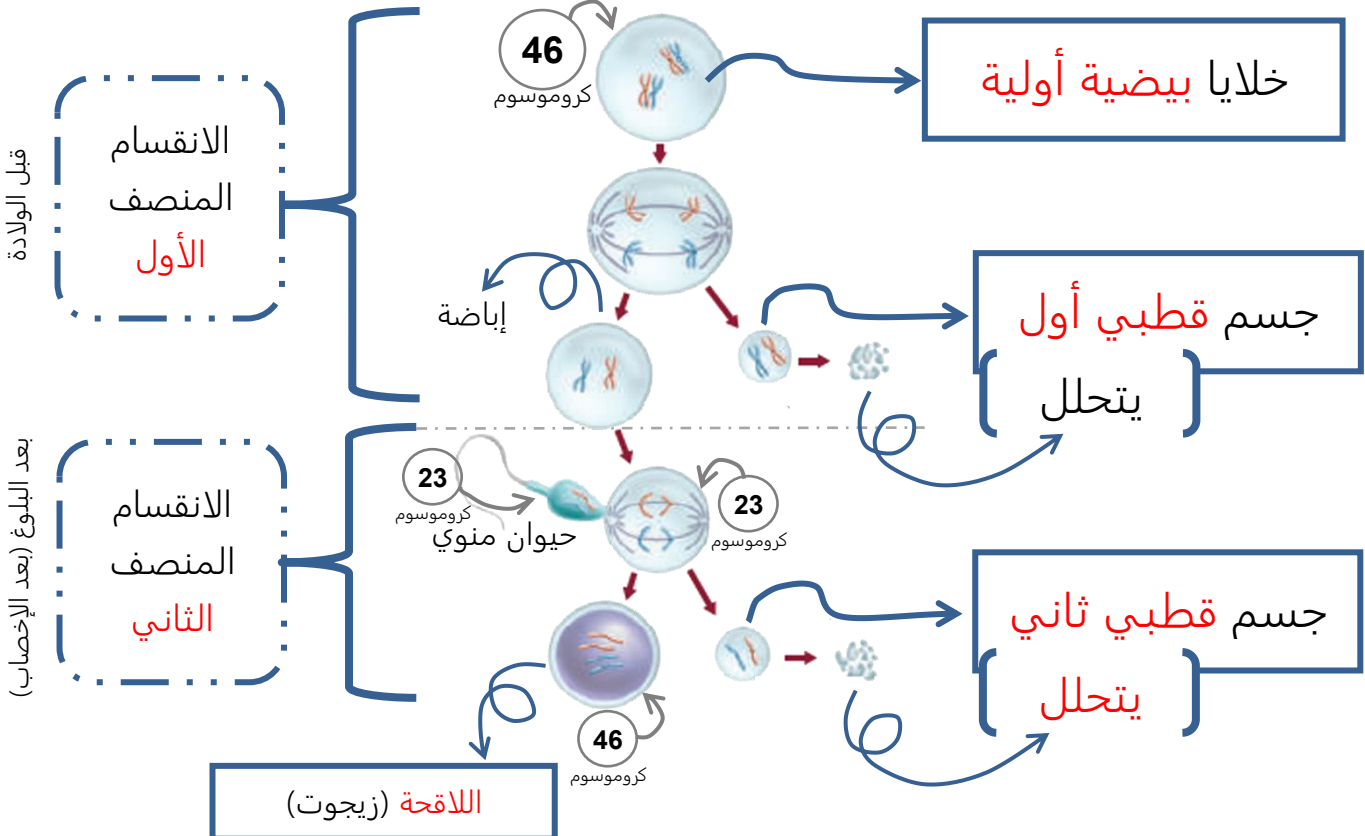 46
كروموسوم
خلايا بيضية أولية
قبل الولادة
الانقسام
المنصف
الأول
إباضة
جسم قطبي أول
يتحلل
بعد البلوغ (بعد الإخصاب)
الانقسام
المنصف
الثاني
23
كروموسوم
حيوان منوي
23
كروموسوم
جسم قطبي ثاني
يتحلل
46
كروموسوم
اللاقحة (زيجوت)